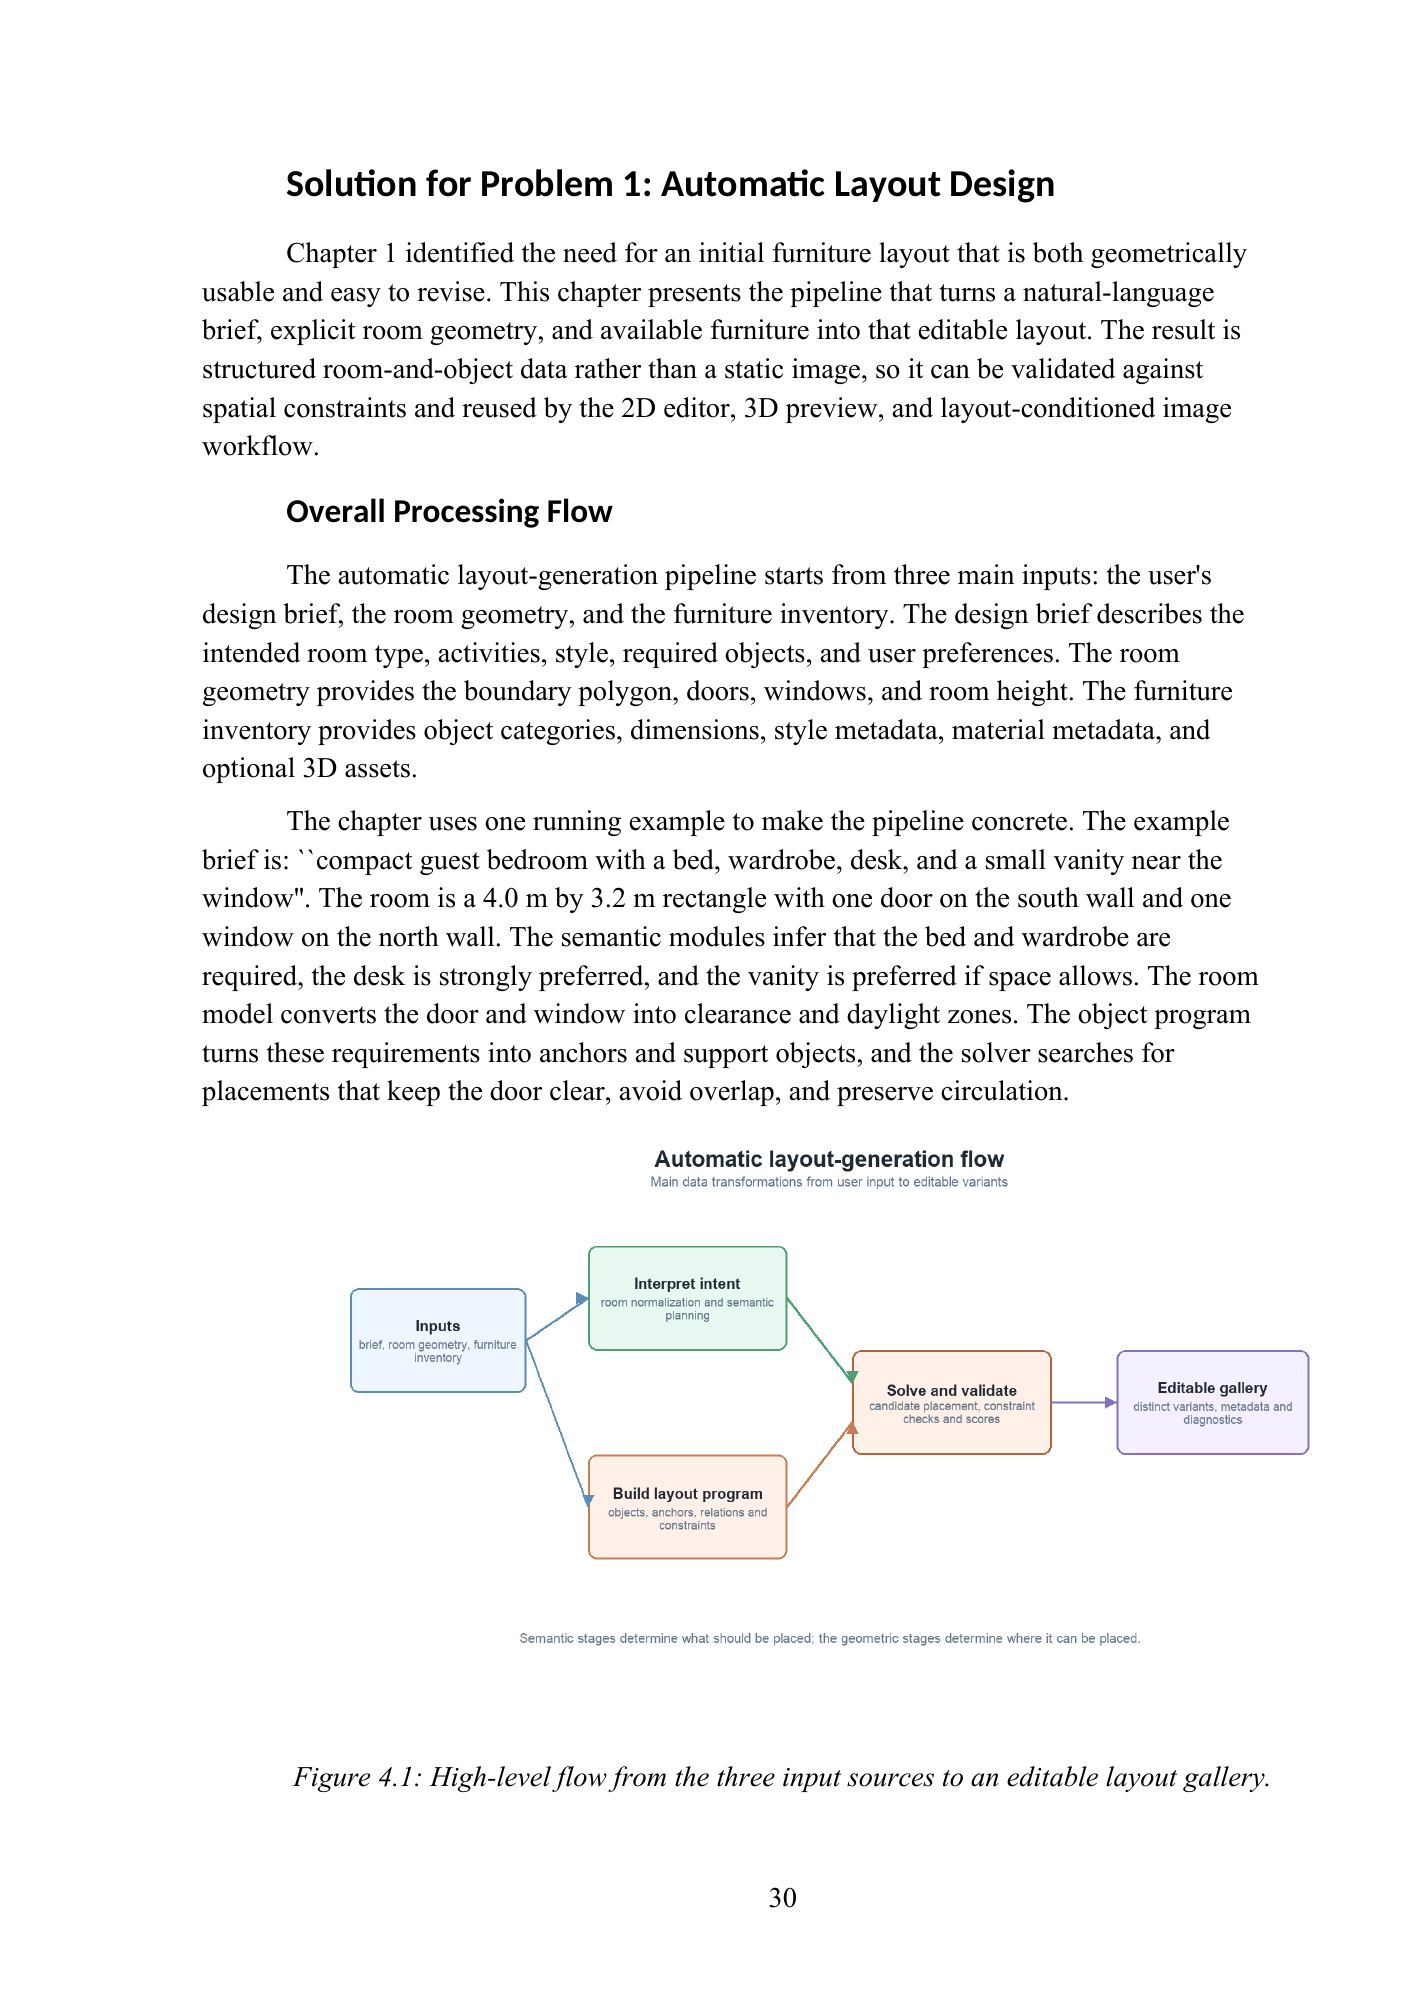 Solution for Problem 1: Automatic Layout Design
Chapter 1 identified the need for an initial furniture layout that is both geometrically
usable and easy to revise. This chapter presents the pipeline that turns a natural-language
brief, explicit room geometry, and available furniture into that editable layout. The result is
structured room-and-object data rather than a static image, so it can be validated against
spatial constraints and reused by the 2D editor, 3D preview, and layout-conditioned image
workflow.
Overall Processing Flow
The automatic layout-generation pipeline starts from three main inputs: the user's
design brief, the room geometry, and the furniture inventory. The design brief describes the
intended room type, activities, style, required objects, and user preferences. The room
geometry provides the boundary polygon, doors, windows, and room height. The furniture
inventory provides object categories, dimensions, style metadata, material metadata, and
optional 3D assets.
The chapter uses one running example to make the pipeline concrete. The example
brief is: ``compact guest bedroom with a bed, wardrobe, desk, and a small vanity near the
window". The room is a 4.0 m by 3.2 m rectangle with one door on the south wall and one
window on the north wall. The semantic modules infer that the bed and wardrobe are
required, the desk is strongly preferred, and the vanity is preferred if space allows. The room
model converts the door and window into clearance and daylight zones. The object program
turns these requirements into anchors and support objects, and the solver searches for
placements that keep the door clear, avoid overlap, and preserve circulation.
Automatic layout-generation flow
Main data transformations from user input to editable variants
Inputs
brief, room geometry, furniture
inventory
Interpret intent
room normalization and semantic
planning
Build layout program
objects, anchors, relations and
constraints
Solve and validate
candidate placement, constraint
checks and scores
Editable gallery
distinct variants, metadata and
diagnostics
Semantic stages determine what should be placed; the geometric stages determine where it can be placed.
Figure 4.1: High-level flow from the three input sources to an editable layout gallery.
30